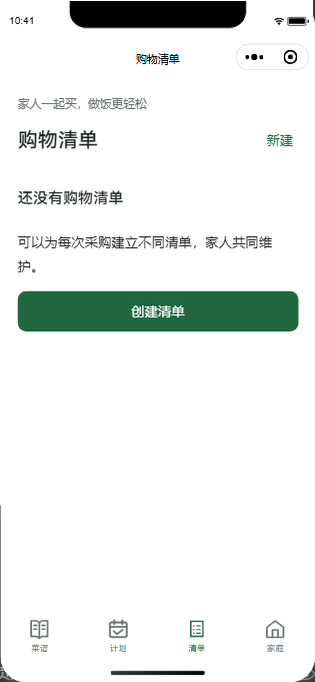 10:41
购物清单
家人一起买，做饭更轻松
购物清单
新建
还没有购物清单
可以为每次采购建立不同清单，家人共同维
护。
创建清单
菜谱
计划
清单
家庭